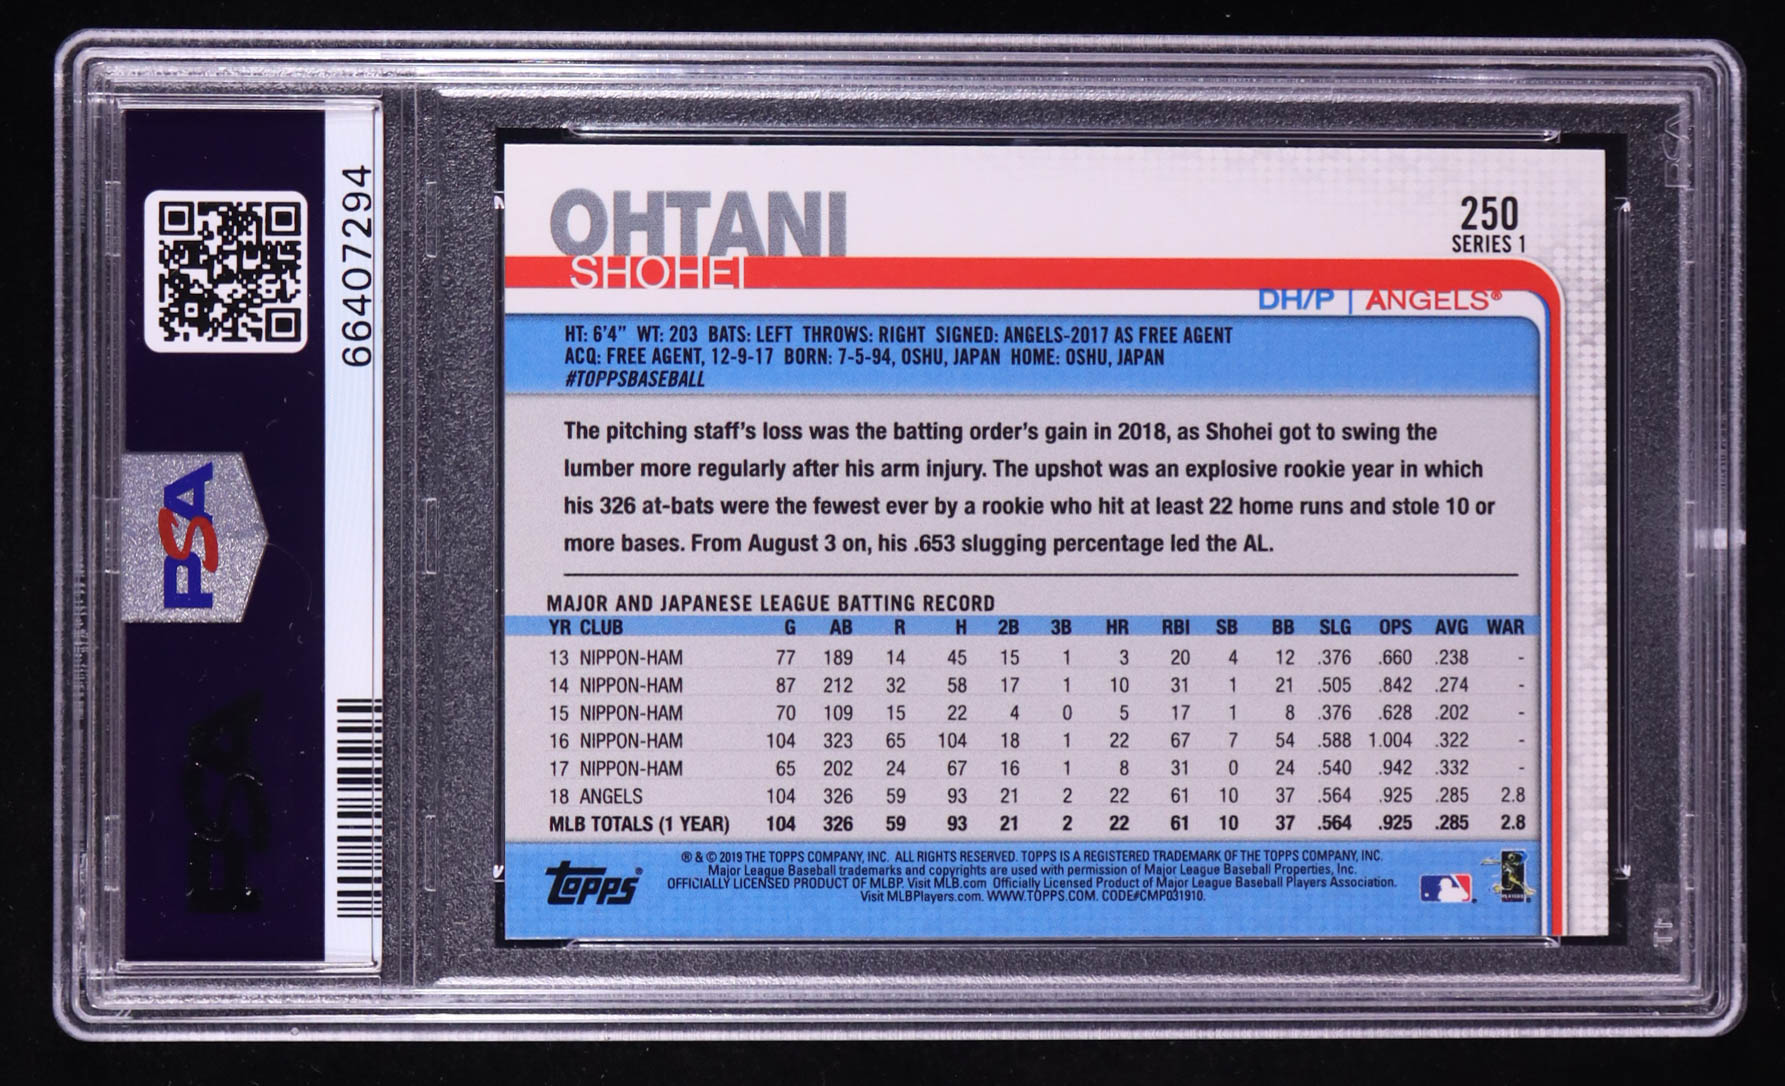 66407294
PSA
PSA
OHTANI
SHOHEI
250
SERIES 1
DH/P | ANGELS®
HT: 6'4" WT: 203 BATS: LEFT THROWS: RIGHT SIGNED: ANGELS-2017 AS FREE AGENT
ACQ: FREE AGENT, 12-9-17 BORN: 7-5-94, OSHU, JAPAN HOME: OSHU, JAPAN
#TOPPSBASEBALL
The pitching staff's loss was the batting order's gain in 2018, as Shohei got to swing the
lumber more regularly after his arm injury. The upshot was an explosive rookie year in which
his 326 at-bats were the fewest ever by a rookie who hit at least 22 home runs and stole 10 or
more bases. From August 3 on, his .653 slugging percentage led the AL.
MAJOR AND JAPANESE LEAGUE BATTING RECORD
YR CLUB G AB R H 2B 3B HR RBI SB BB SLG OPS AVG WAR
13 NIPPON-HAM 77 189 14 45 15 1 3 20 4 12 .376 .660 .238 -
14 NIPPON-HAM 87 212 32 58 17 1 10 31 1 21 .505 .842 .274 -
15 NIPPON-HAM 70 109 15 22 4 0 5 17 1 8 .376 .628 .202 -
16 NIPPON-HAM 104 323 65 104 18 1 22 67 7 54 .588 1.004 .322 -
17 NIPPON-HAM 65 202 24 67 16 1 8 31 0 24 .540 .942 .332 -
18 ANGELS 104 326 59 93 21 2 22 61 10 37 .564 .925 .285 2.8
MLB TOTALS (1 YEAR) 104 326 59 93 21 2 22 61 10 37 .564 .925 .285 2.8
topps®
® & © 2019 THE TOPPS COMPANY, INC. ALL RIGHTS RESERVED. TOPPS IS A REGISTERED TRADEMARK OF THE TOPPS COMPANY, INC.
Major League Baseball trademarks and copyrights are used with permission of Major League Baseball Properties, Inc.
OFFICIALLY LICENSED PRODUCT OF MLBP. Visit MLB.com Officially Licensed Product of Major League Baseball Players Association.
Visit MLBPlayers.com. WWW.TOPPS.COM. CODE#CMP031910.